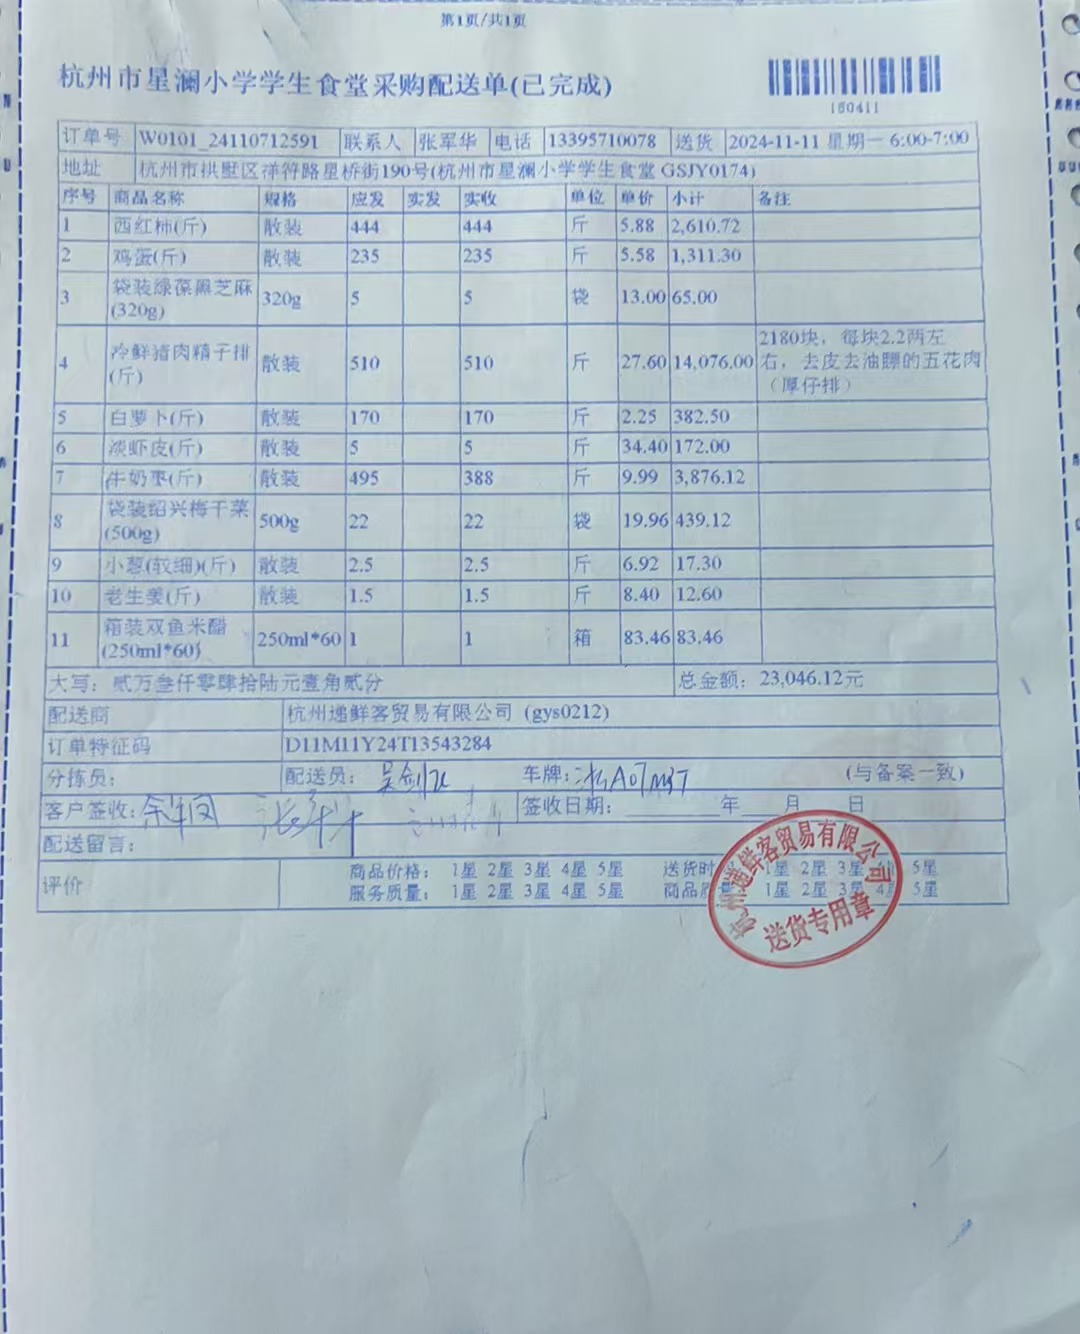 第1页/共1页
杭州市星澜小学学生食堂采购配送单(已完成)
180411
订单号 W0101_24110712591 联系人 张军华 电话 13395710078 送货 2024-11-11 星期一 6:00-7:00
地址 杭州市拱墅区祥符路星桥街190号(杭州市星澜小学学生食堂 GSJY0174)
序号 商品名称 规格 应发 实发 实收 单位 单价 小计 备注
1 西红柿(斤) 散装 444 444 斤 5.88 2,610.72
2 鸡蛋(斤) 散装 235 235 斤 5.58 1,311.30
3 袋装绿葆黑芝麻(320g) 320g 5 5 袋 13.00 65.00
4 冷鲜猪肉精子排(斤) 散装 510 510 斤 27.60 14,076.00 2180块，每块2.2两左右，去皮去油膘的五花肉（厚仔排）
5 白萝卜(斤) 散装 170 170 斤 2.25 382.50
6 淡虾皮(斤) 散装 5 5 斤 34.40 172.00
7 牛奶枣(斤) 散装 495 388 斤 9.99 3,876.12
8 袋装绍兴梅干菜(500g) 500g 22 22 袋 19.96 439.12
9 小葱(较细)(斤) 散装 2.5 2.5 斤 6.92 17.30
10 老生姜(斤) 散装 1.5 1.5 斤 8.40 12.60
11 箱装双鱼米醋(250ml*60) 250ml*60 1 1 箱 83.46 83.46
大写：贰万叁仟零肆拾陆元壹角贰分 总金额：23,046.12元
配送商 杭州递鲜客贸易有限公司 (gys0212)
订单特征码 D11M11Y24T13543284
分拣员： 配送员： 车牌： (与备案一致)
客户签收： 签收日期： 年 月 日
配送留言：
评价 商品价格： 1星 2星 3星 4星 5星 送货时 1星 2星 3星 4星 5星
服务质量： 1星 2星 3星 4星 5星 商品质量 1星 2星 3星 4星 5星
杭州递鲜客贸易有限公司
送货专用章